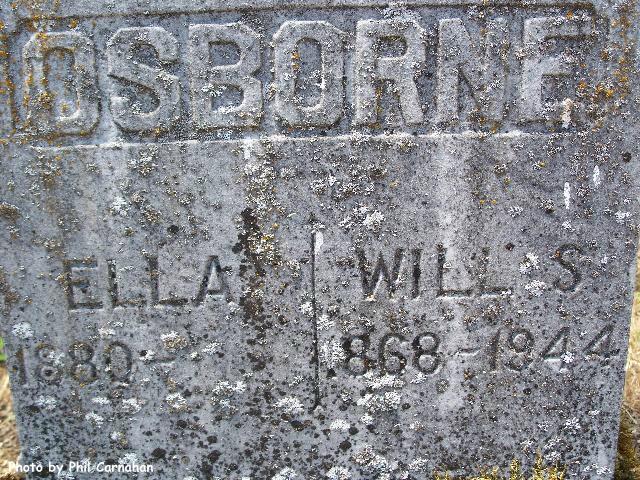 OSBORNE
ELLA
1880-
WILL S
1868-1944
Photo by Phil Carnahan